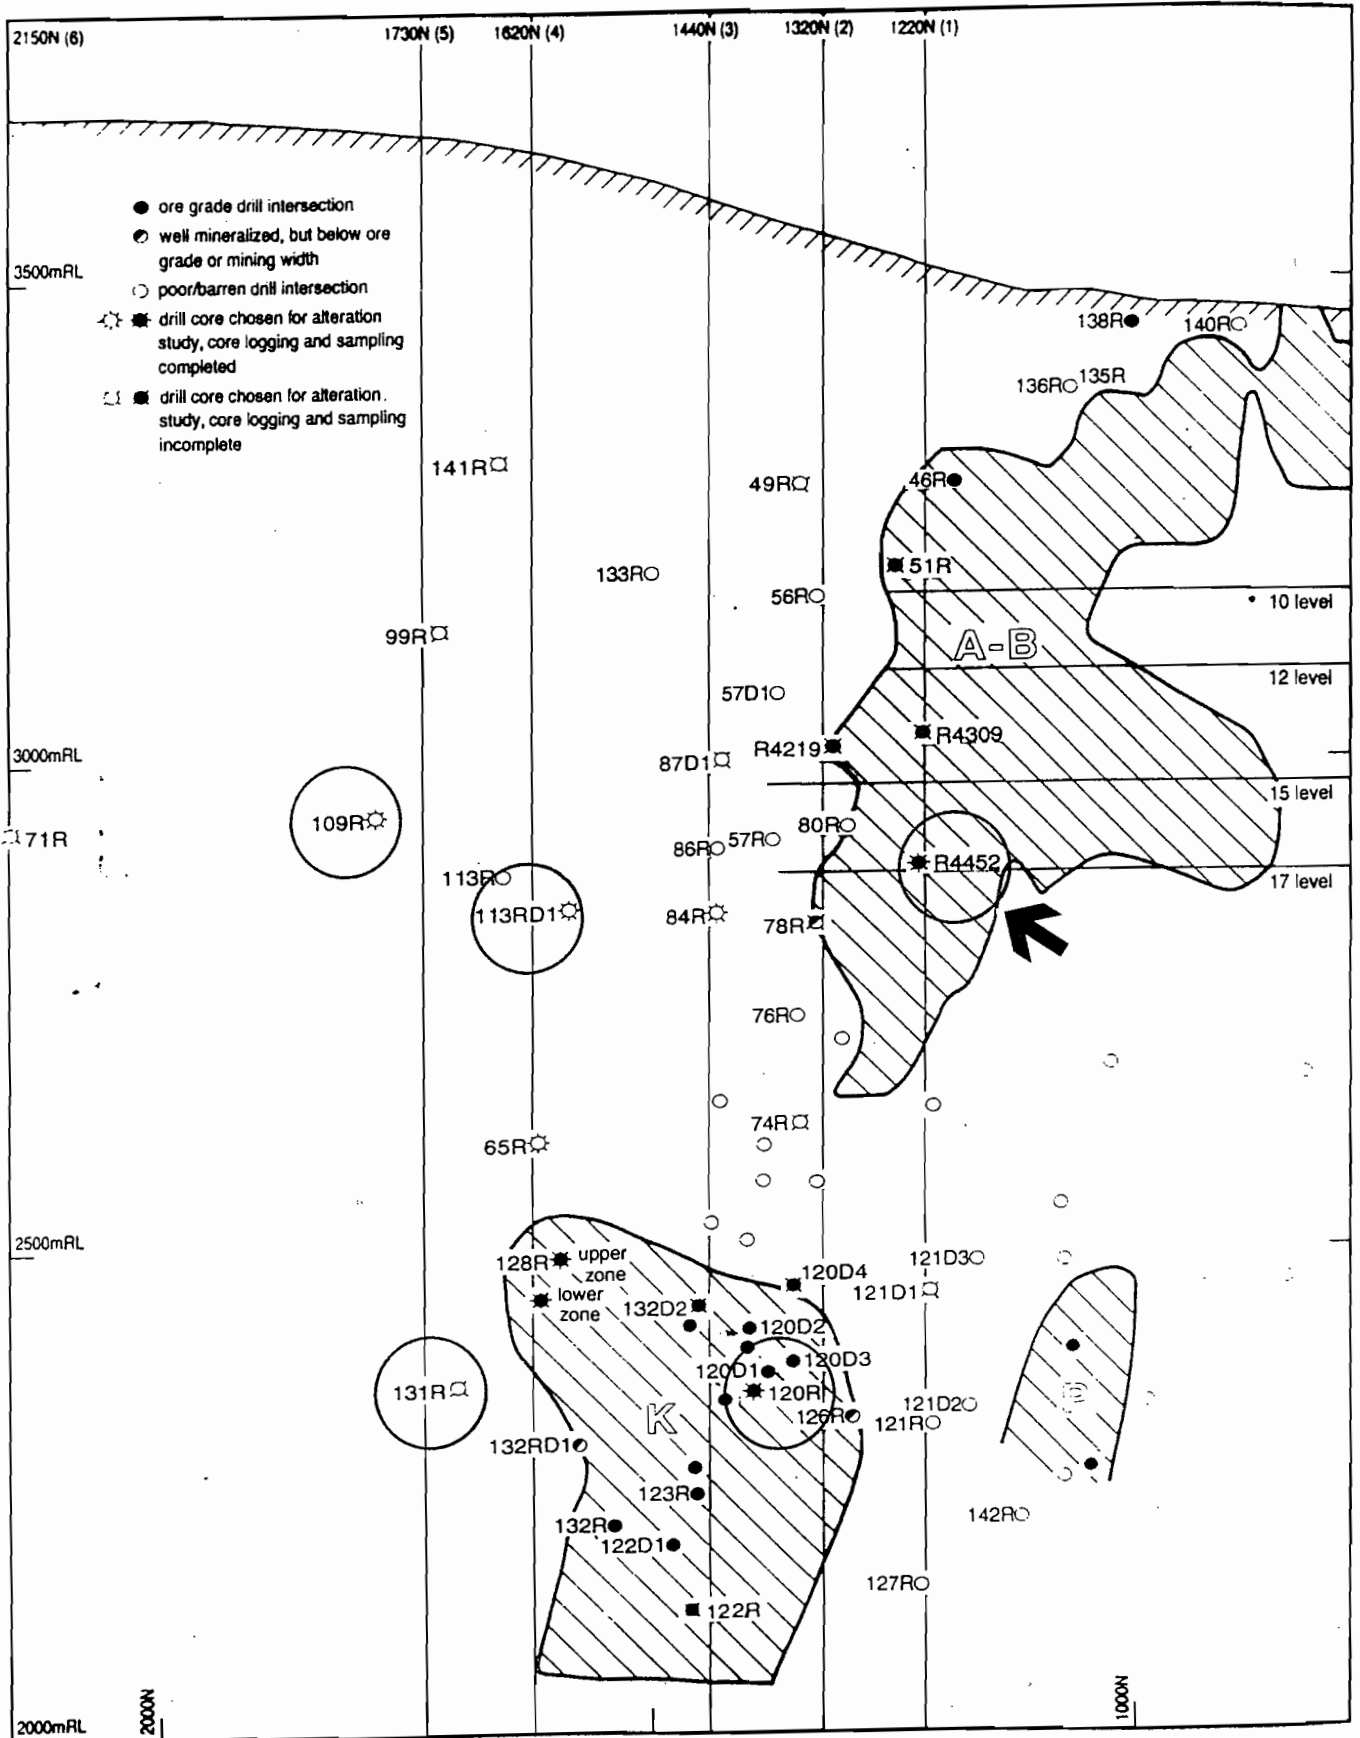 2150N (6)
1730N (5)
1620N (4)
1440N (3)
1320N (2)
1220N (1)
ore grade drill intersection
well mineralized, but below ore
grade or mining width
poor/barren drill intersection
drill core chosen for alteration
study, core logging and sampling
completed
drill core chosen for alteration.
study, core logging and sampling
incomplete
3500mRL
138R
140R
136R
135R
141R
49R
46R
51R
133R
56R
10 level
99R
A-B
12 level
57D1
R4219
R4309
87D1
3000mRL
15 level
109R
80R
71R
86R
57R
R4452
17 level
113R
113RD1
84R
78R
76R
74R
65R
2500mRL
128R
upper
zone
lower
zone
121D3
120D4
121D1
132D2
120D2
120D3
120D1
131R
120R
121D2
P
K
126R
121R
132RD1
123R
142R
132R
122D1
127R
122R
2000mRL
2000N
1000N